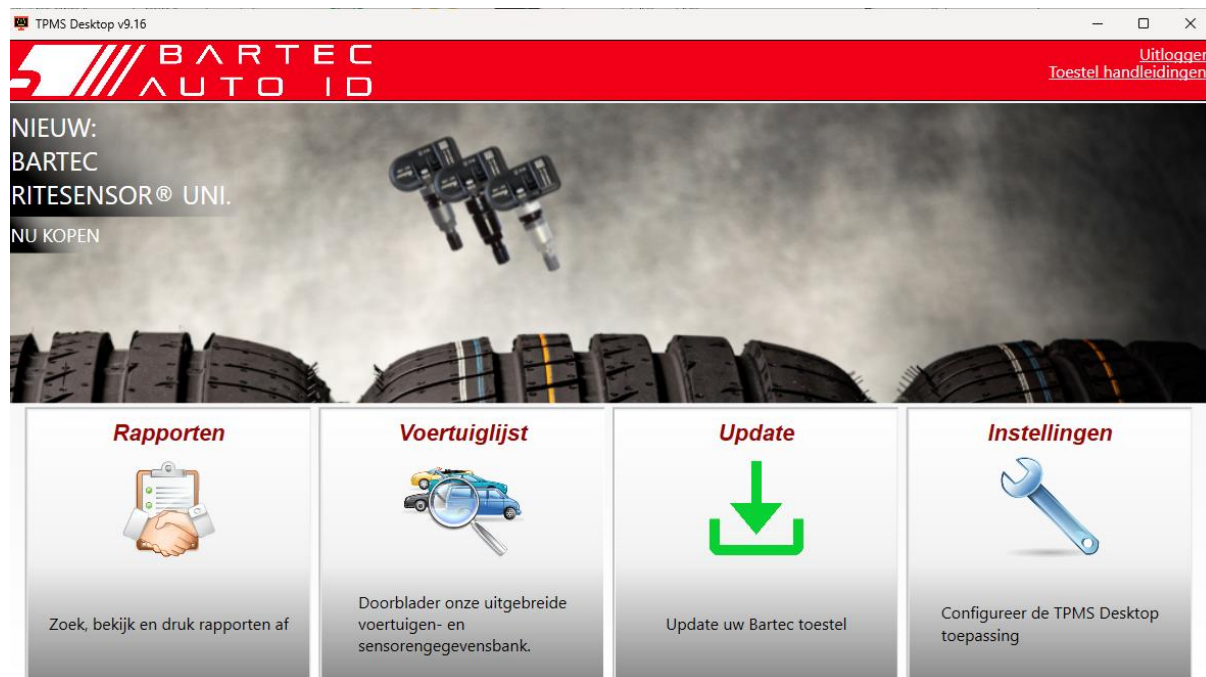 TPMS Desktop v9.16
BARTEC
AUTO ID
Uitlogger
Toestel handleidingen
NIEUW:
BARTEC
RITESENSOR® UNI.
NU KOPEN
Rapporten
Zoek, bekijk en druk rapporten af
Voertuiglijst
Doorblader onze uitgebreide
voertuigen- en
sensorengegevensbank.
Update
Update uw Bartec toestel
Instellingen
Configureer de TPMS Desktop
toepassing